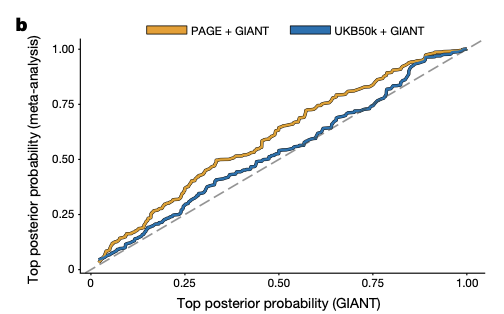 b
PAGE + GIANT
UKB50k + GIANT
Top posterior probability (meta-analysis)
1.00
0.75
0.50
0.25
0
0
0.25
0.50
0.75
1.00
Top posterior probability (GIANT)